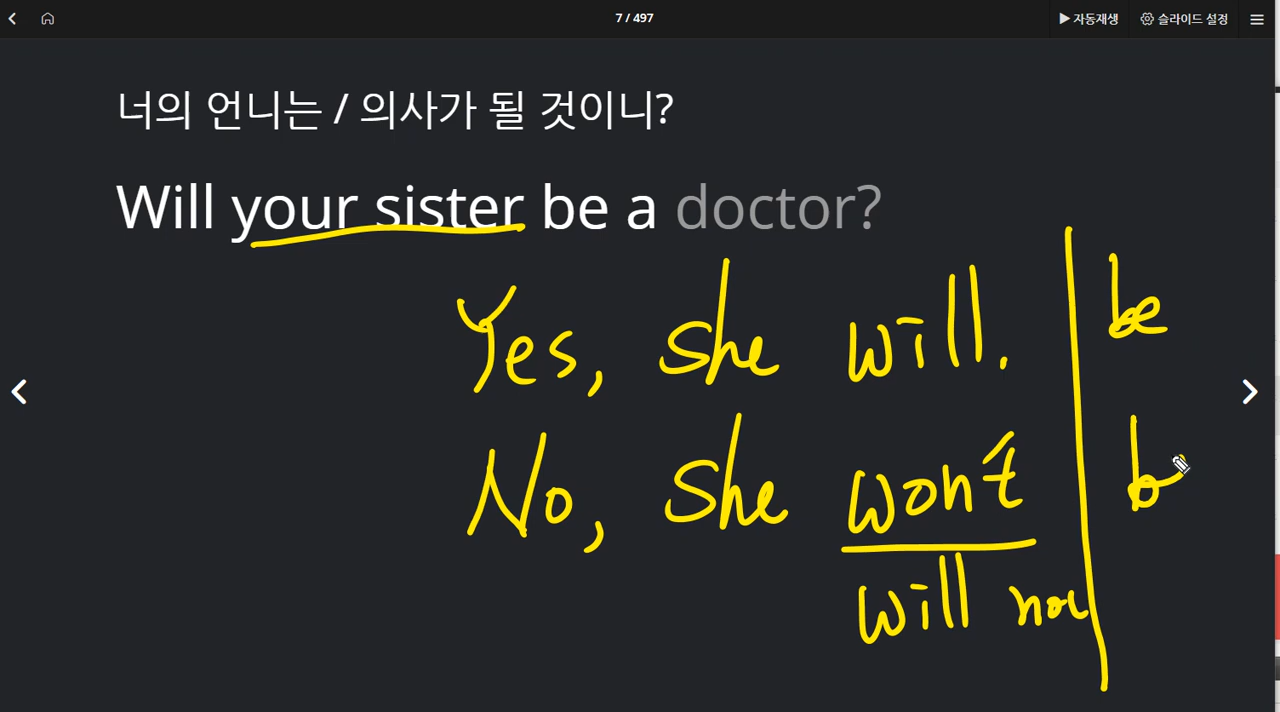 7 / 497
▶ 자동재생
슬라이드 설정
너의 언니는 / 의사가 될 것이니?
Will your sister be a doctor?
Yes, she will.
be
No, she won't
b
will